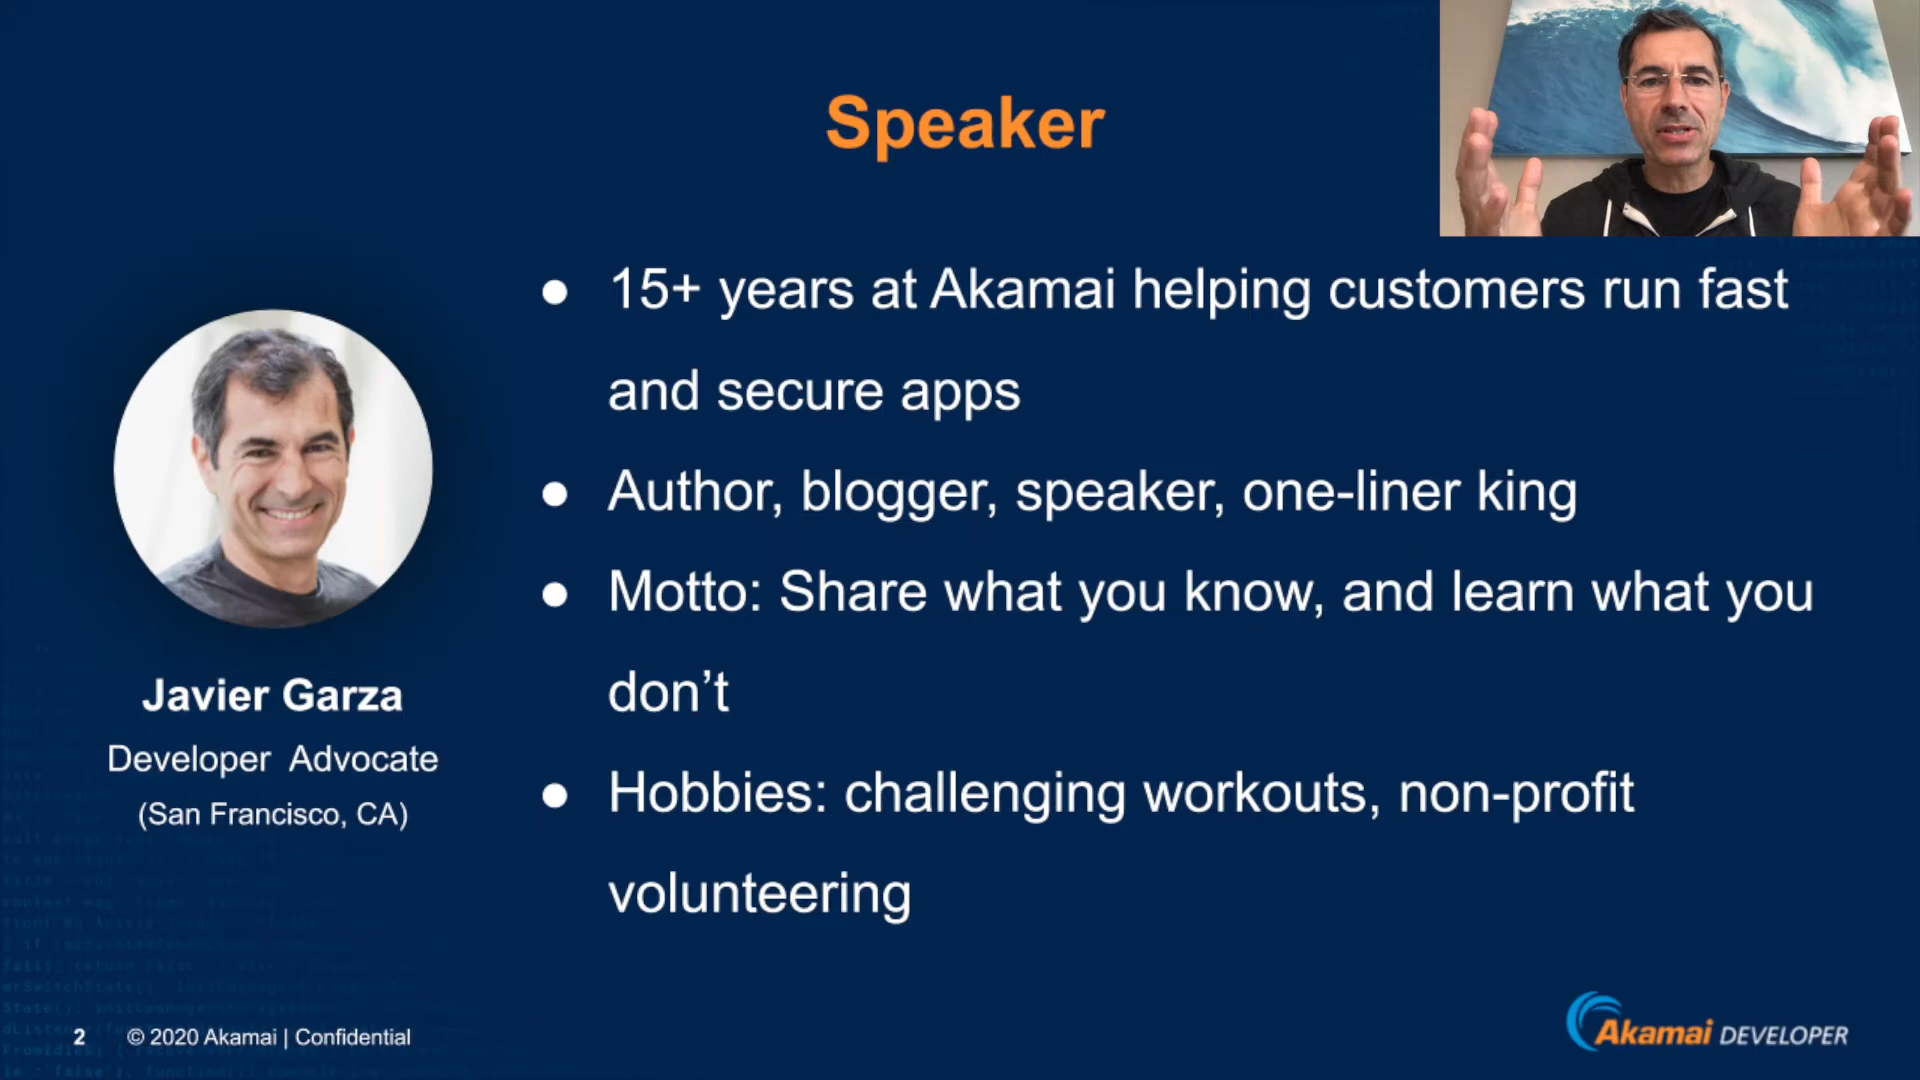 Speaker
● 15+ years at Akamai helping customers run fast
and secure apps
● Author, blogger, speaker, one-liner king
● Motto: Share what you know, and learn what you
don’t
● Hobbies: challenging workouts, non-profit
volunteering
Javier Garza
Developer Advocate
(San Francisco, CA)
2 © 2020 Akamai | Confidential
Akamai DEVELOPER